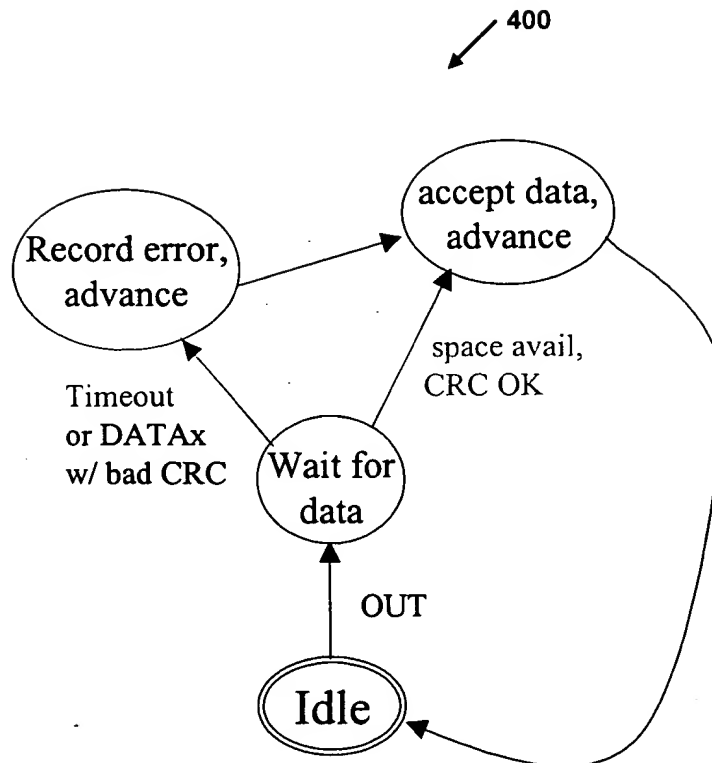 400
accept data,
advance
Record error,
advance
space avail,
CRC OK
Timeout
or DATAx
w/ bad CRC
Wait for
data
OUT
Idle